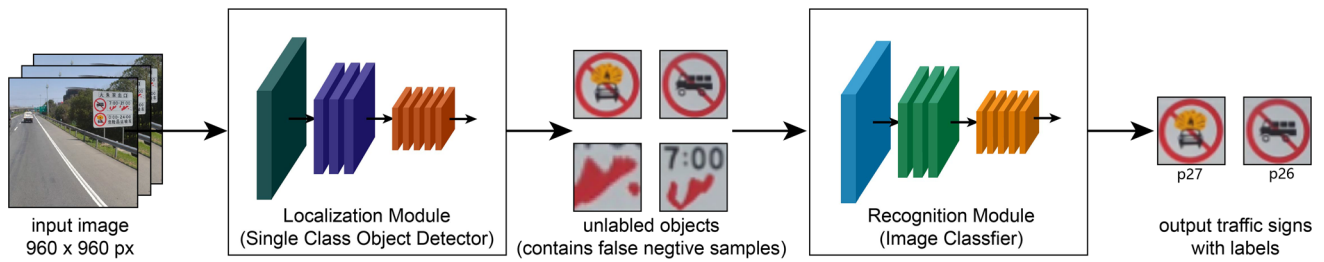 input image
960 x 960 px
Localization Module
(Single Class Object Detector)
7:00
unlabled objects
(contains false negtive samples)
Recognition Module
(Image Classfier)
p27
p26
output traffic signs
with labels